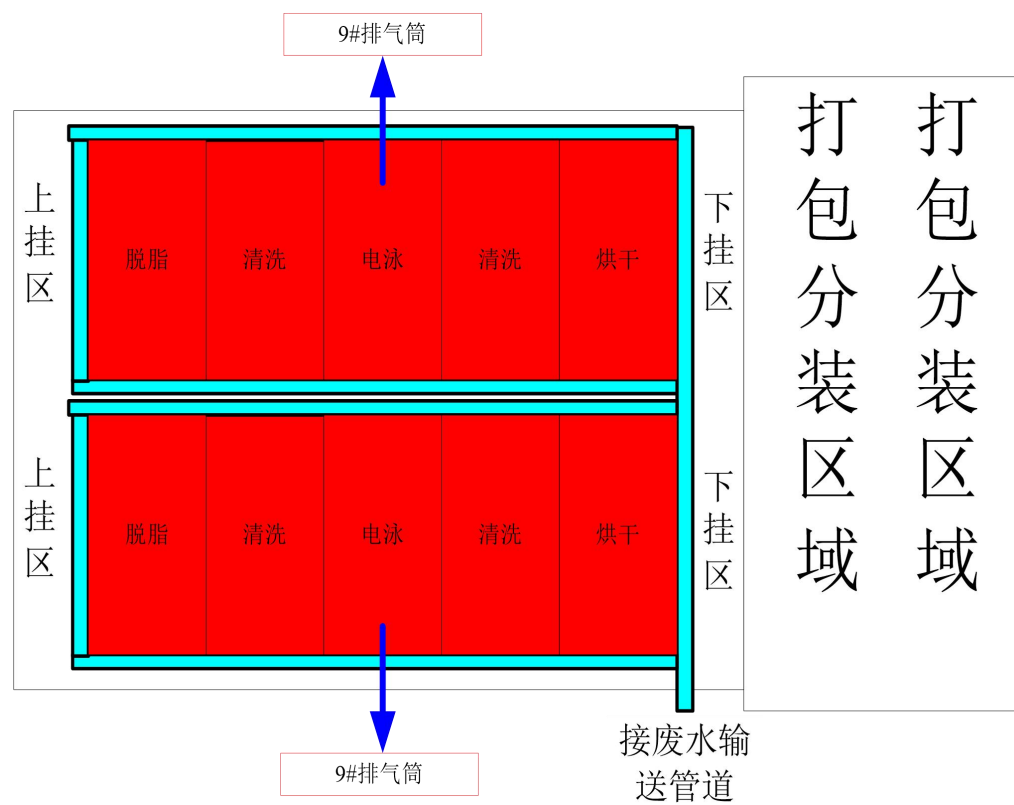 9#排气筒
上挂区
脱脂
清洗
电泳
清洗
烘干
下挂区
打包分装区域
打包分装区域
上挂区
脱脂
清洗
电泳
清洗
烘干
下挂区
9#排气筒
接废水输
送管道